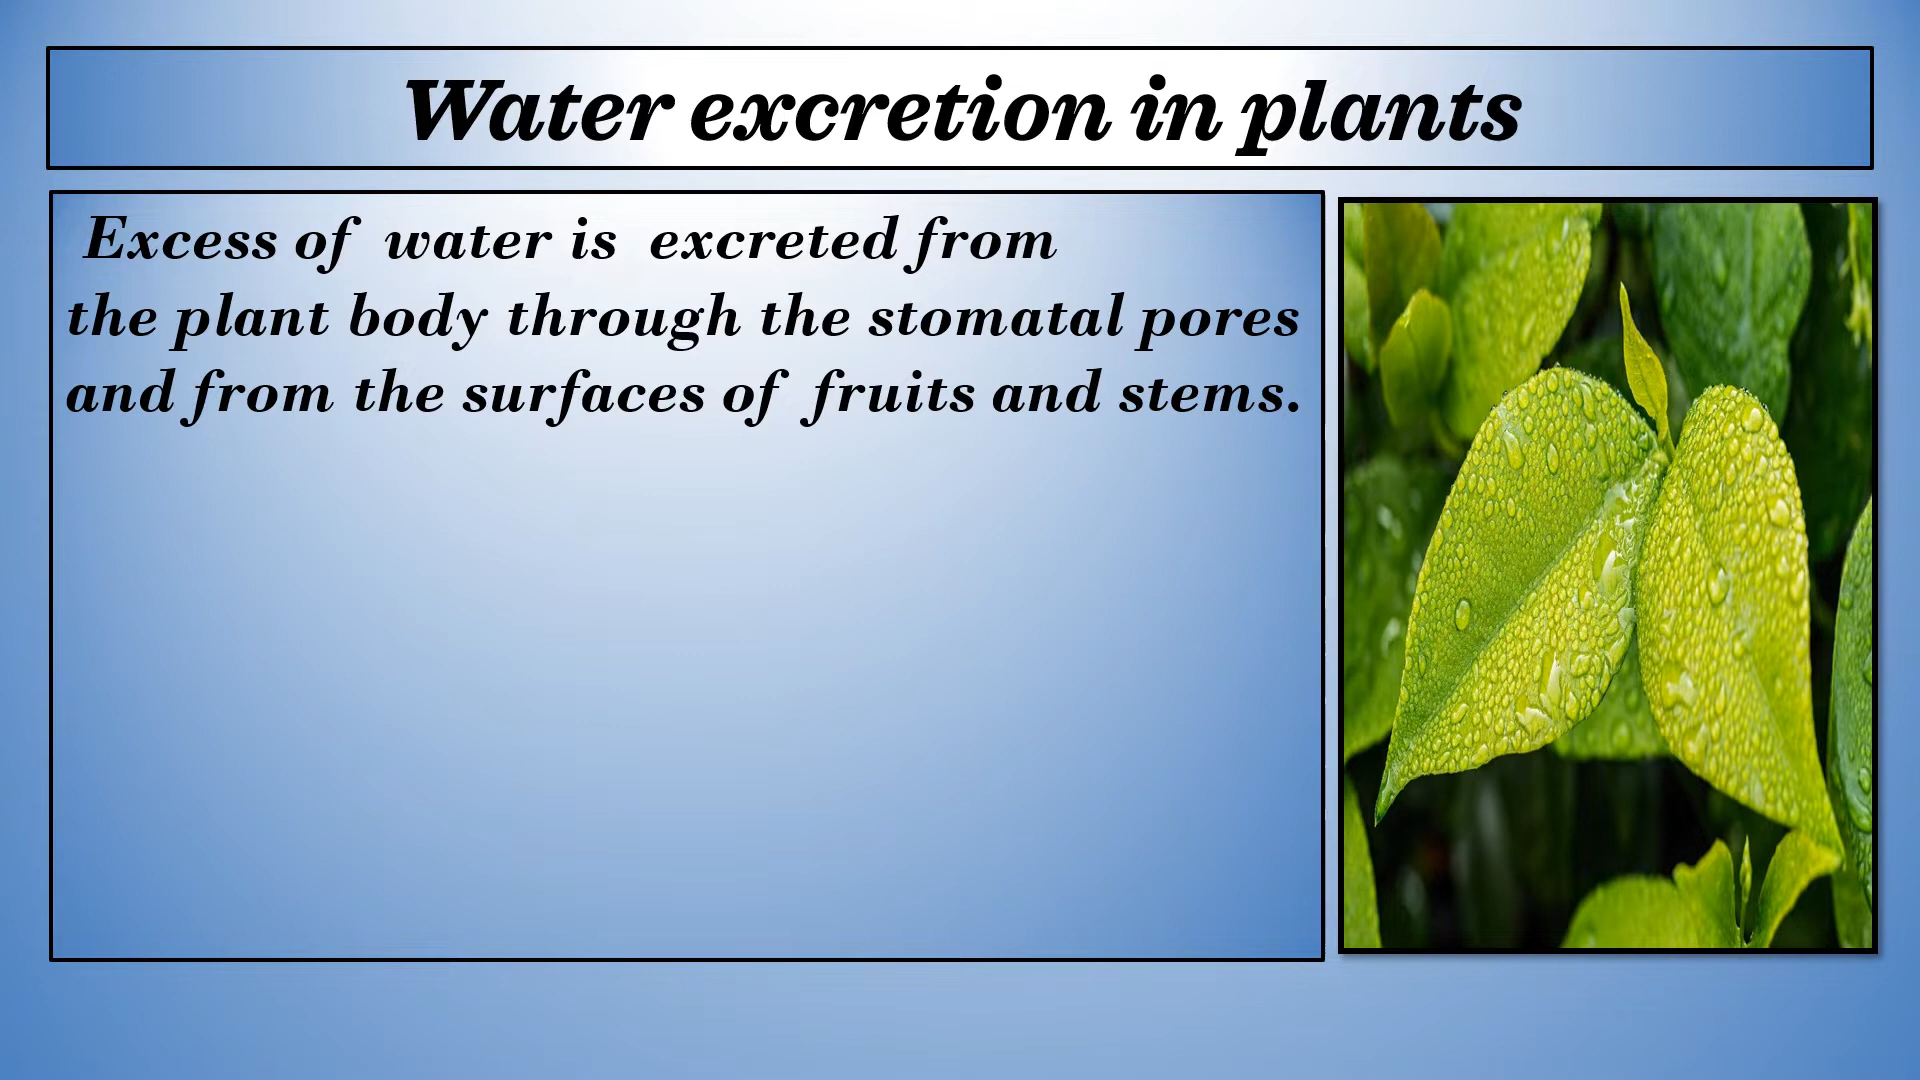 Water excretion in plants
Excess of water is excreted from
the plant body through the stomatal pores
and from the surfaces of fruits and stems.